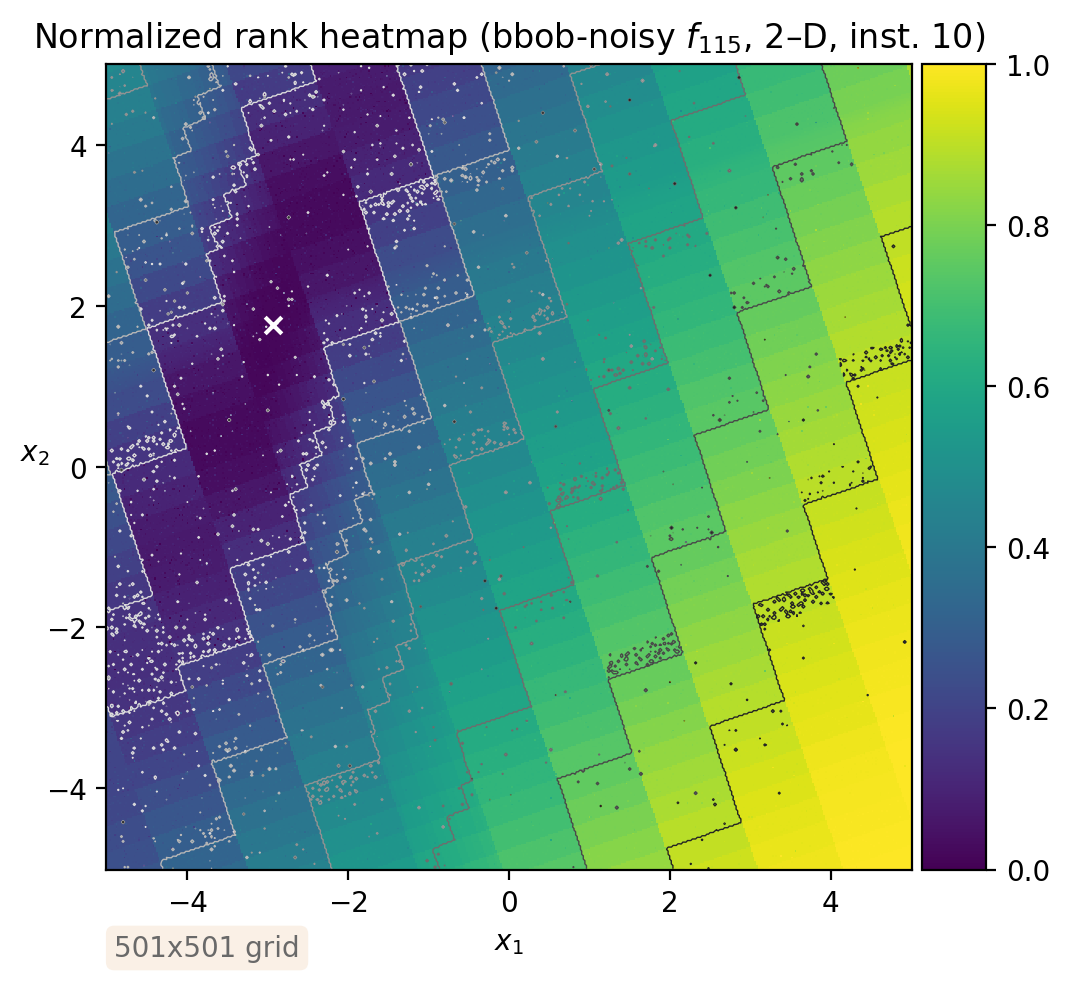 Normalized rank heatmap (bbob-noisy f₁₁₅, 2–D, inst. 10)
1.0
0.8
0.6
0.4
0.2
0.0
4
2
0
−2
−4
x₂
−4 −2 0 2 4
x₁
501x501 grid